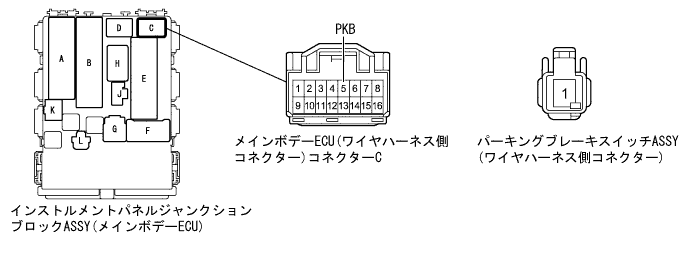 PKB
D C
A B H E
J
K
L G F
1 2 3 4 5 6 7 8
9 10 11 12 13 14 15 16
1
メインボデーECU(ワイヤハーネス側
コネクター)コネクターC
パーキングブレーキスイッチASSY
(ワイヤハーネス側コネクター)
インストルメントパネルジャンクション
ブロックASSY(メインボデーECU)